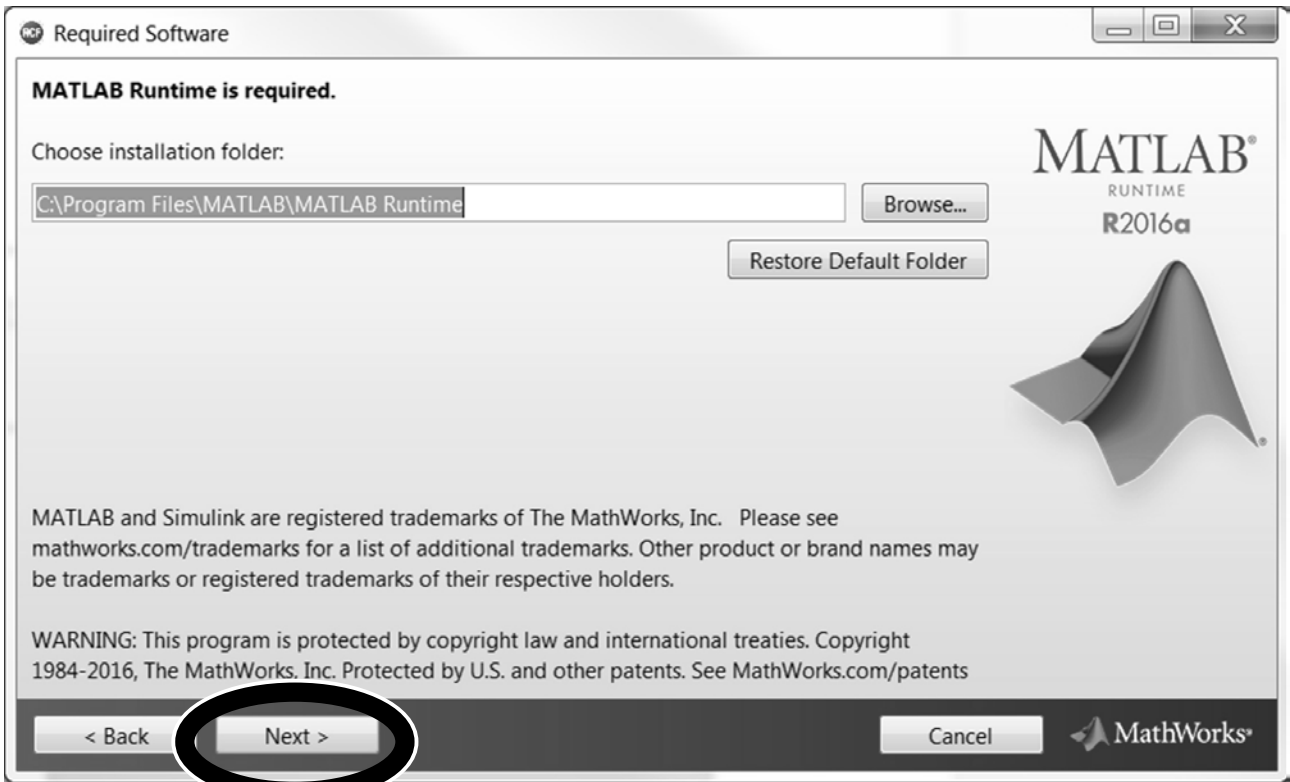 RCF Required Software
MATLAB Runtime is required.
Choose installation folder:
C:\Program Files\MATLAB\MATLAB Runtime
Browse...
Restore Default Folder
MATLAB®
RUNTIME
R2016a
®
MATLAB and Simulink are registered trademarks of The MathWorks, Inc.   Please see
mathworks.com/trademarks for a list of additional trademarks. Other product or brand names may
be trademarks or registered trademarks of their respective holders.
WARNING: This program is protected by copyright law and international treaties. Copyright
1984-2016, The MathWorks, Inc. Protected by U.S. and other patents. See MathWorks.com/patents
< Back
Next >
Cancel
MathWorks®